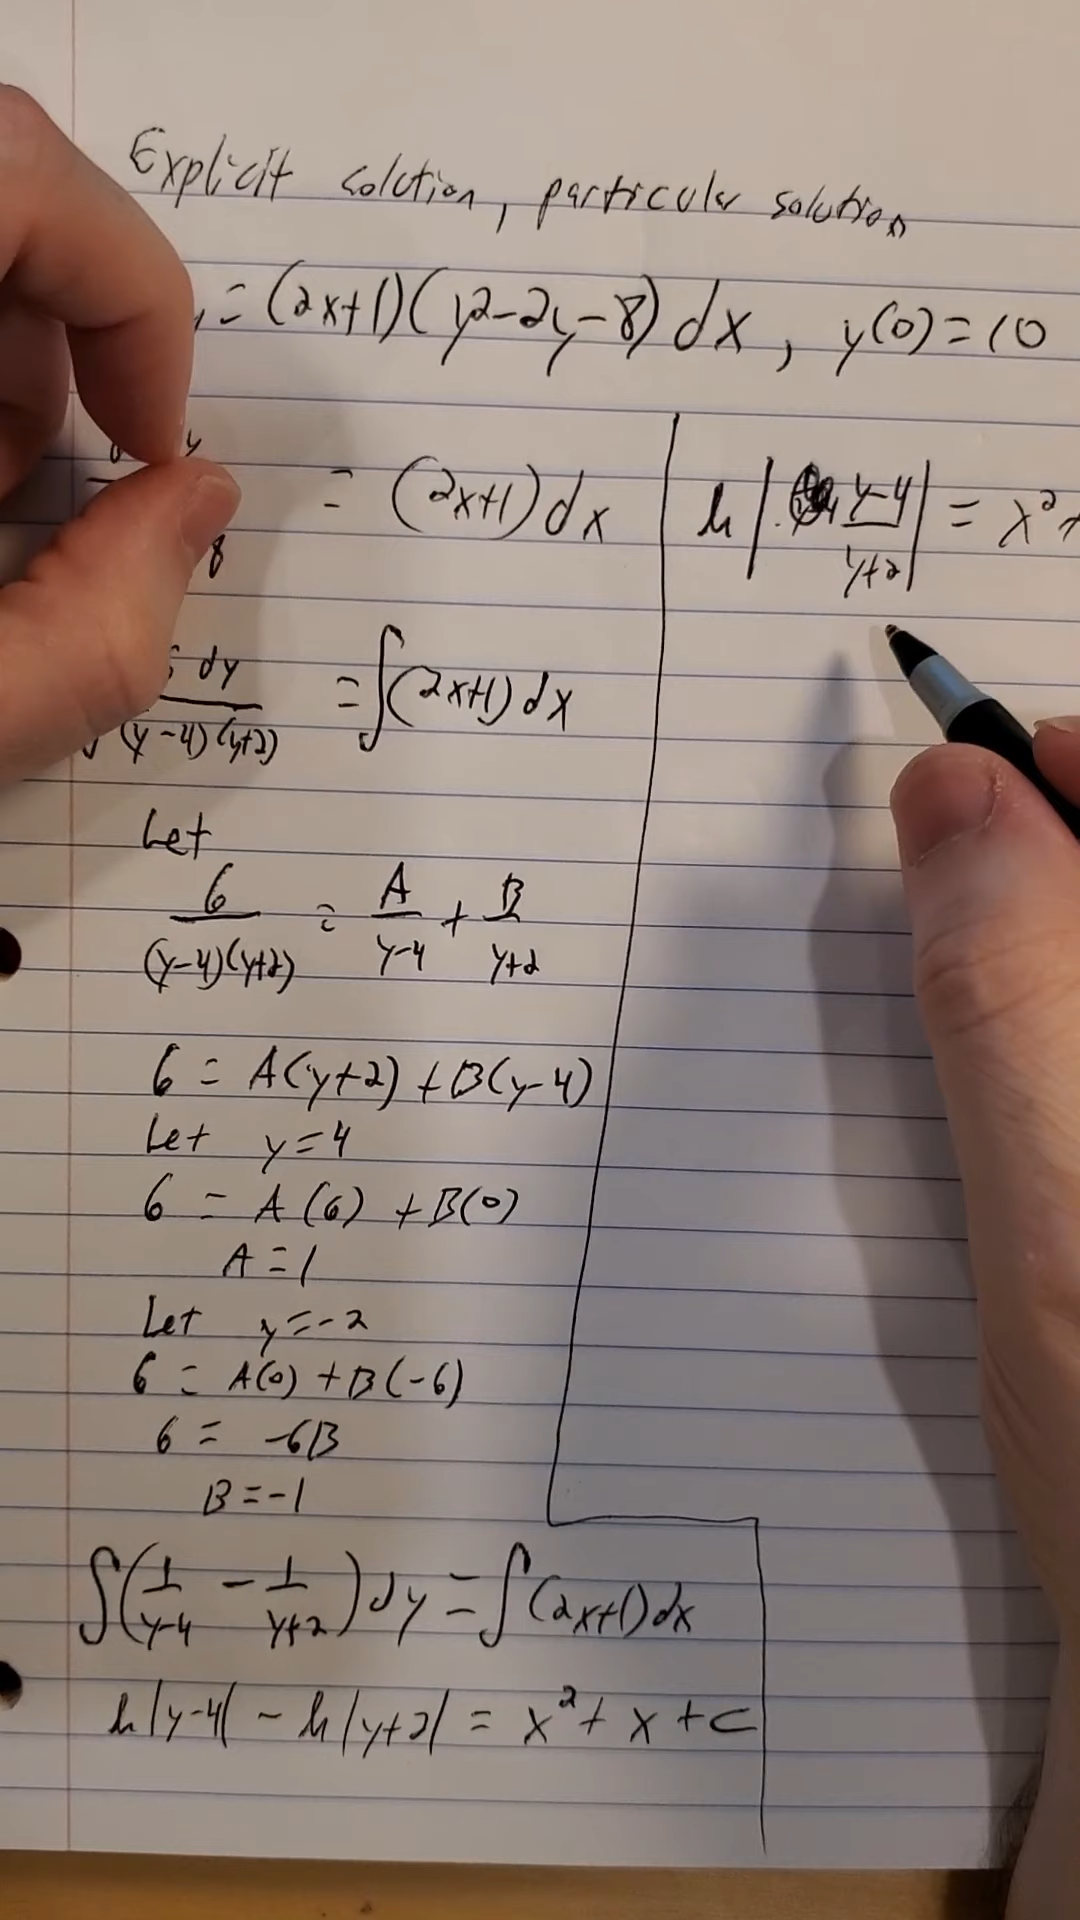 Explicit solution, particular solution
= (2x+1)(y2-2y-8) dx, y(0)=10
y
= (2x+1) dx
8
dy
= ∫(2x+1) dx
(y-4)(y+2)
Let
6 = A + B
(y-4)(y+2) y-4 y+2
6 = A(y+2) + B(y-4)
Let y=4
6 = A(6) + B(0)
A = 1
Let y=-2
6 = A(0) + B(-6)
6 = -6B
B = -1
∫(1/y-4 - 1/y+2) dy = ∫(2x+1) dx
ln|y-4| - ln|y+2| = x² + x + c
ln|y-4/y+2| = x² +